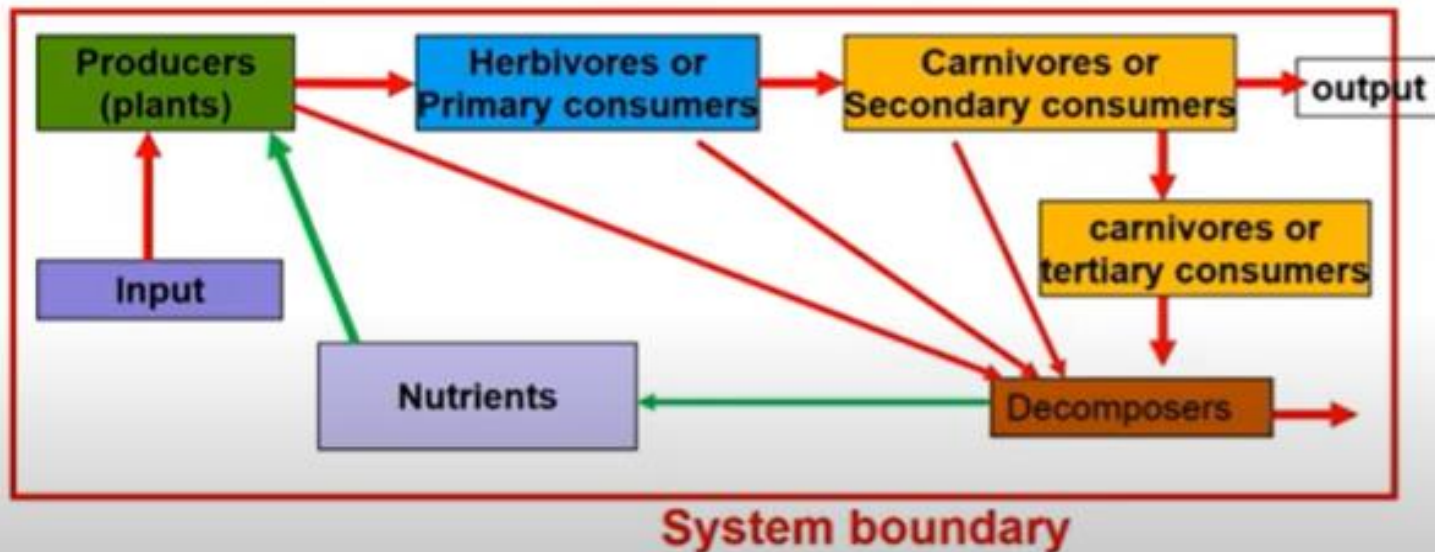 Producers
(plants)
Herbivores or
Primary consumers
Carnivores or
Secondary consumers
output
carnivores or
tertiary consumers
Input
Nutrients
Decomposers
System boundary